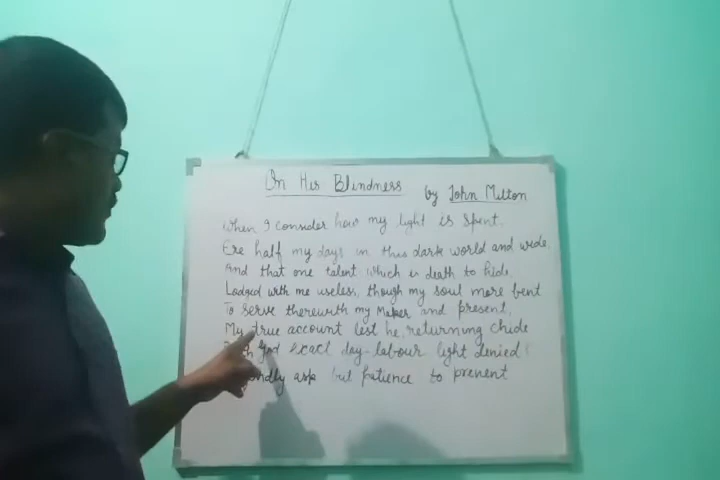 On His Blindness
by John Milton
When I consider how my light is spent.
Ere half my days in this dark world and wide,
And that one talent which is death to hide,
Lodged with me useless, though my soul more bent
To serve therewith my Maker and present,
My true account lest he, returning chide
god exact day-labour light denied?
ask but patience to prevent